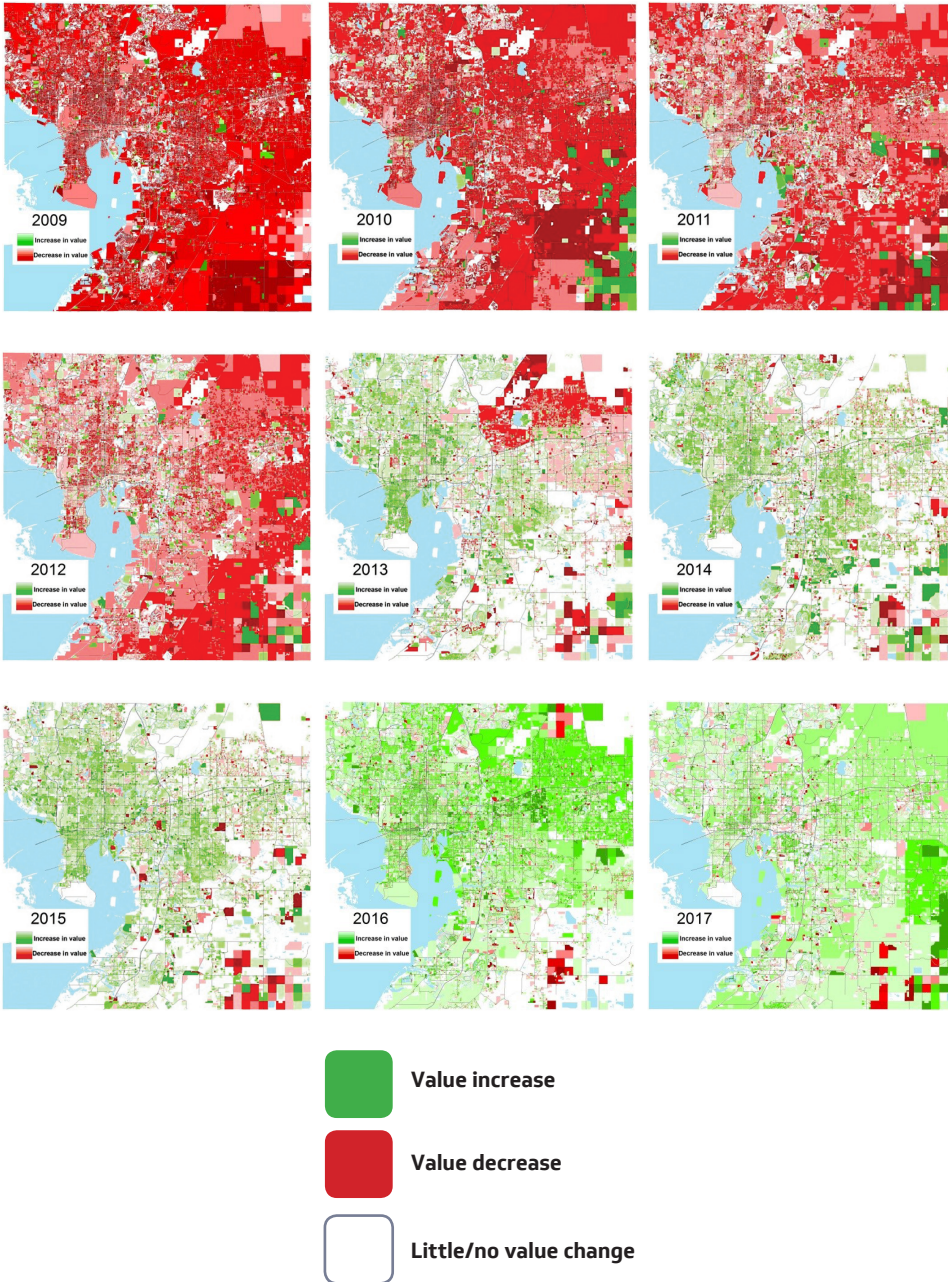 2009
Increase in value
Decrease in value
2010
Increase in value
Decrease in value
2011
Increase in value
Decrease in value
2012
Increase in value
Decrease in value
2013
Increase in value
Decrease in value
2014
Increase in value
Decrease in value
2015
Increase in value
Decrease in value
2016
Increase in value
Decrease in value
2017
Increase in value
Decrease in value
Value increase
Value decrease
Little/no value change